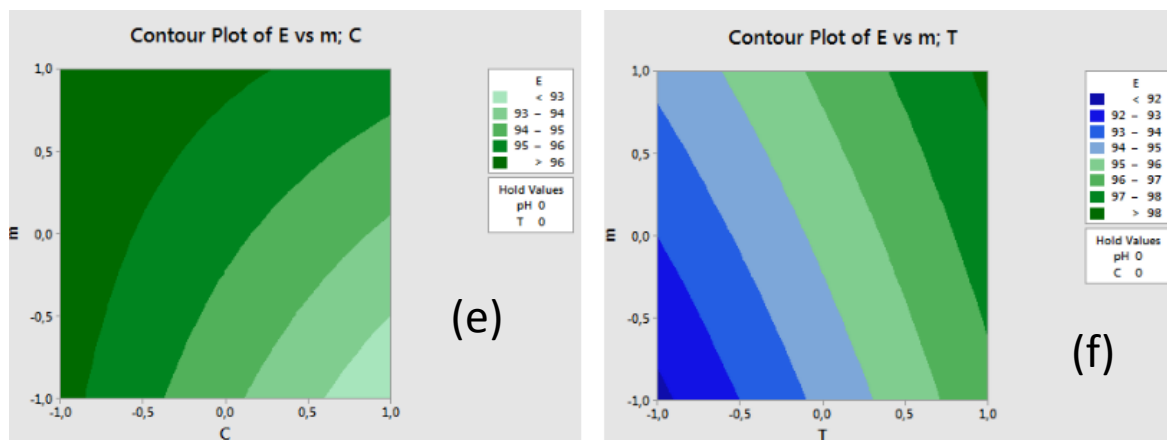 Contour Plot of E vs m; C
1,0
0,5
0,0
-0,5
-1,0
m
-1,0 -0,5 0,0 0,5 1,0
C
E
< 93
93 – 94
94 – 95
95 – 96
> 96
Hold Values
pH 0
T 0
(e)
Contour Plot of E vs m; T
1,0
0,5
0,0
-0,5
-1,0
m
-1,0 -0,5 0,0 0,5 1,0
T
E
< 92
92 – 93
93 – 94
94 – 95
95 – 96
96 – 97
97 – 98
> 98
Hold Values
pH 0
C 0
(f)